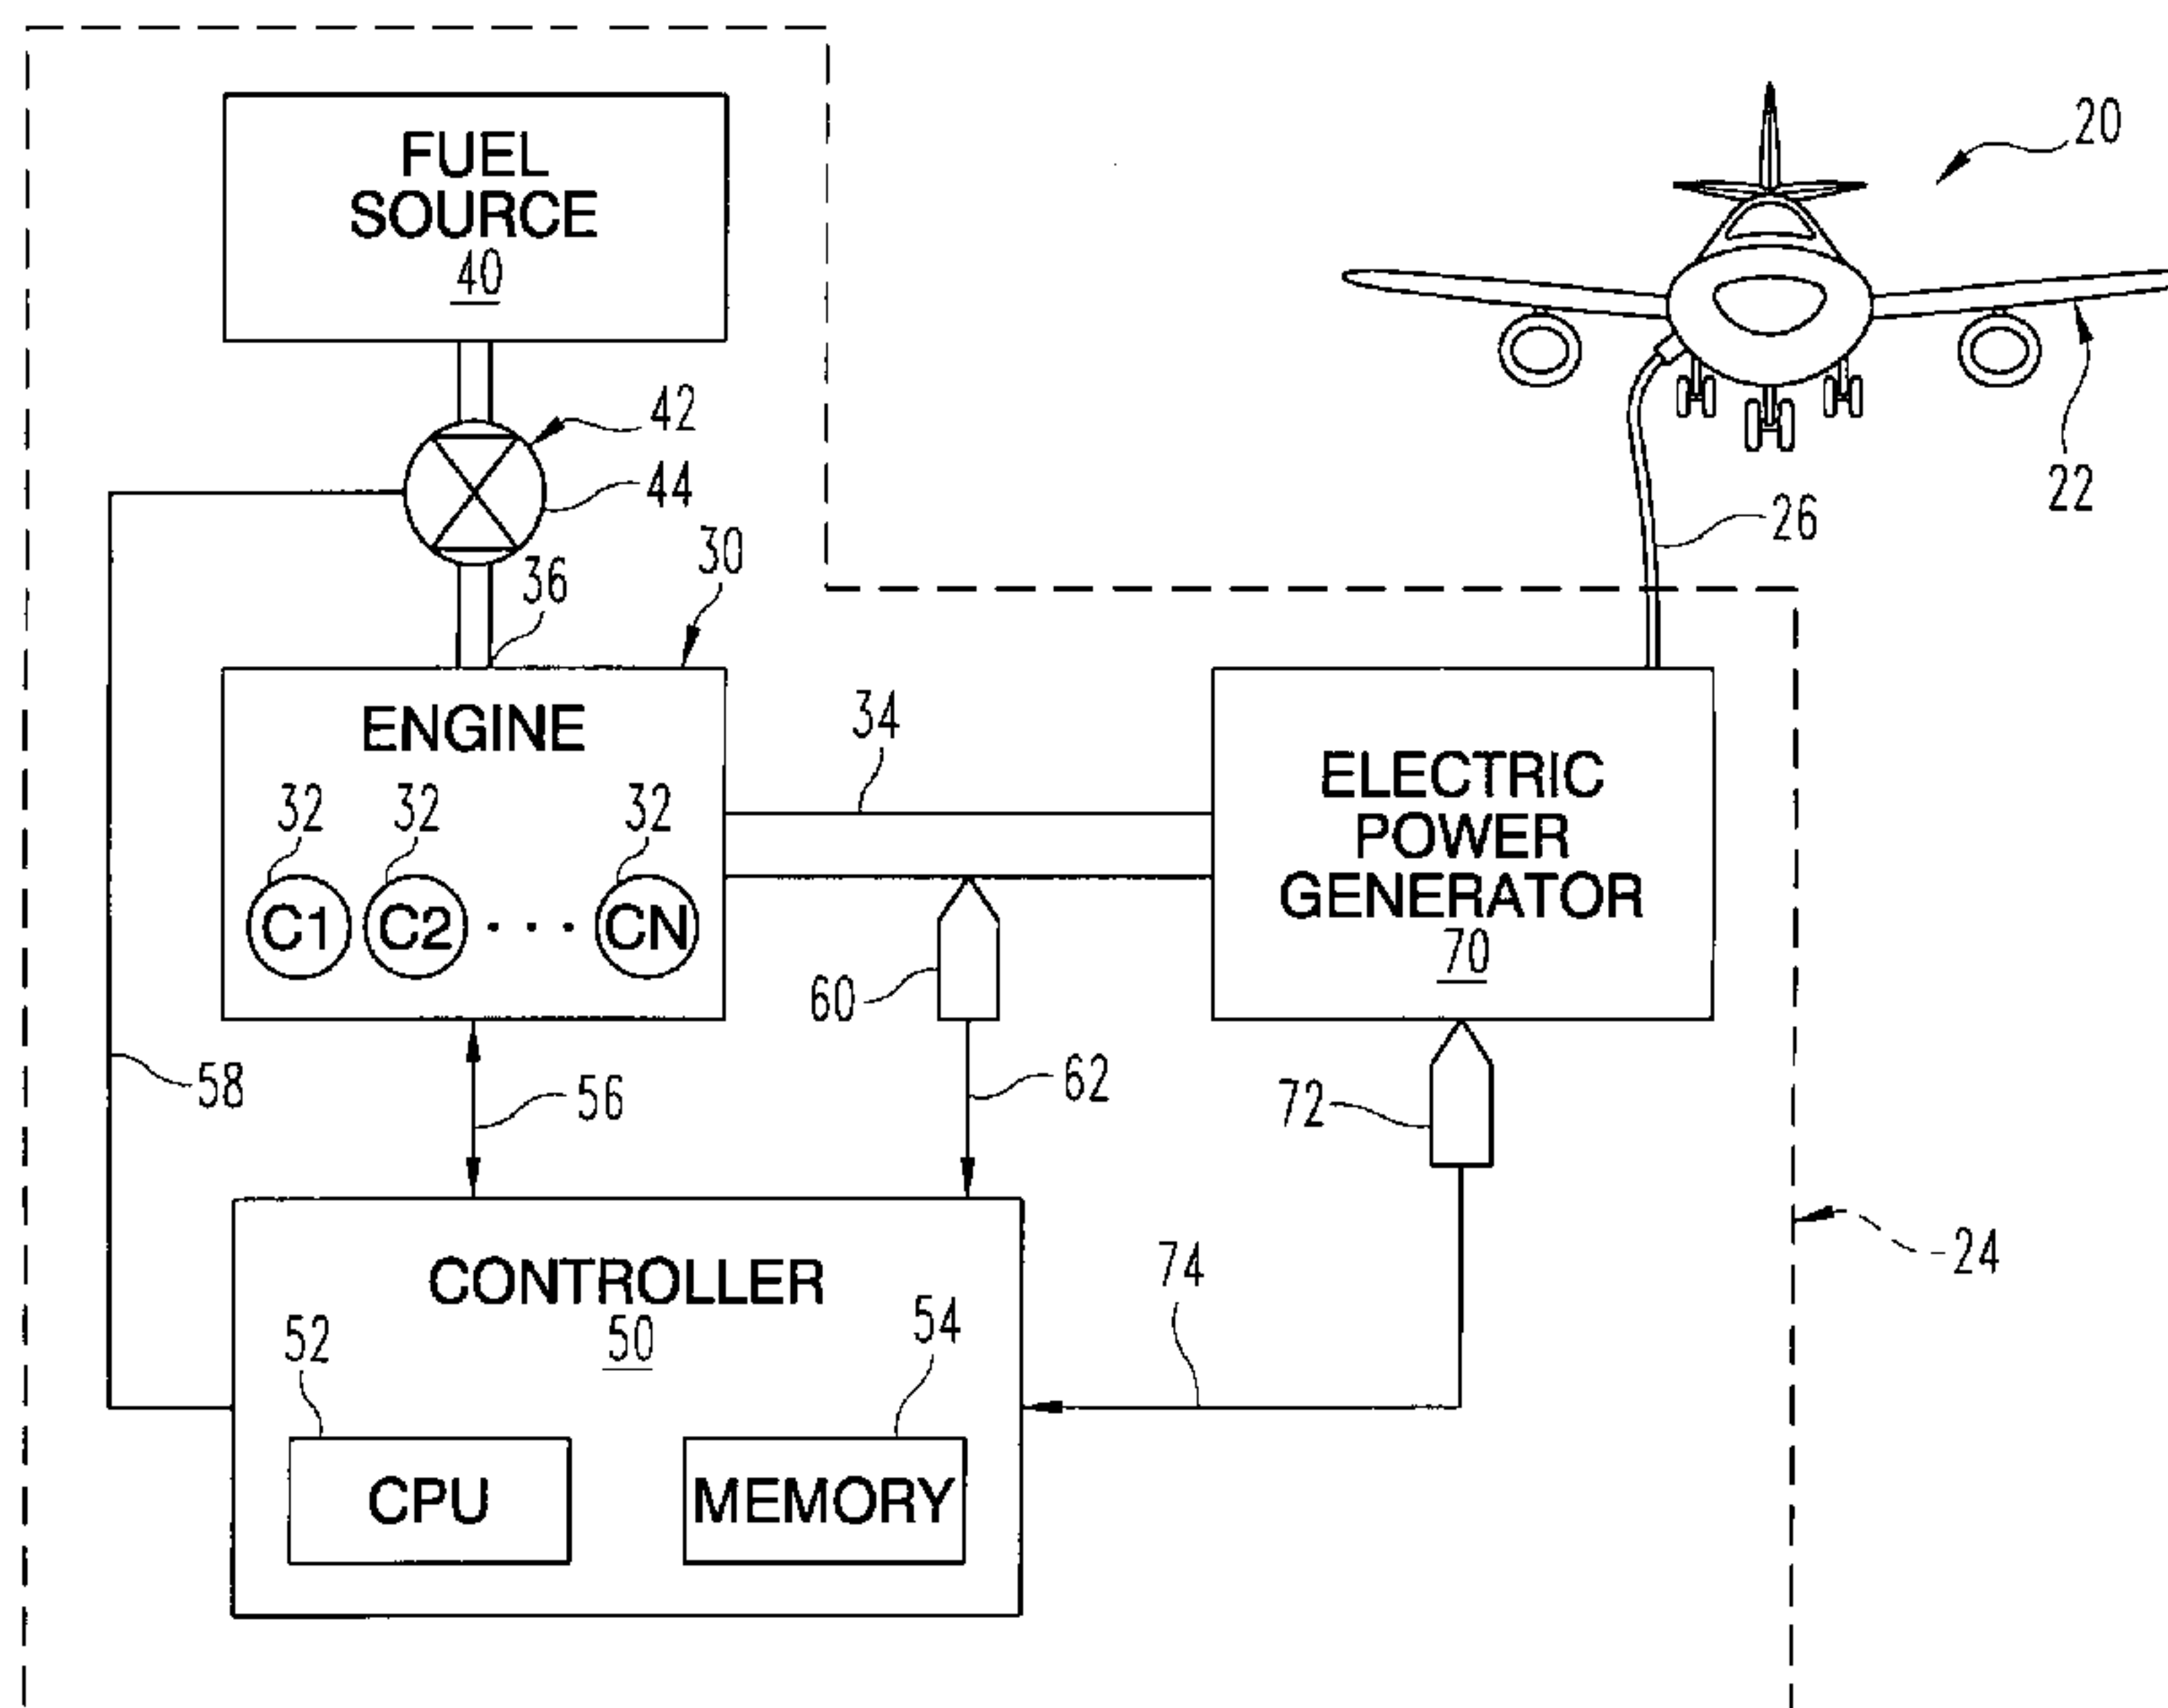 20
FUEL
SOURCE
40
42
44
22
26
36
30
ENGINE
34
32
32
32
C1
C2
• • •
CN
ELECTRIC
POWER
GENERATOR
70
60
58
56
62
72
24
CONTROLLER
50
52
54
74
CPU
MEMORY